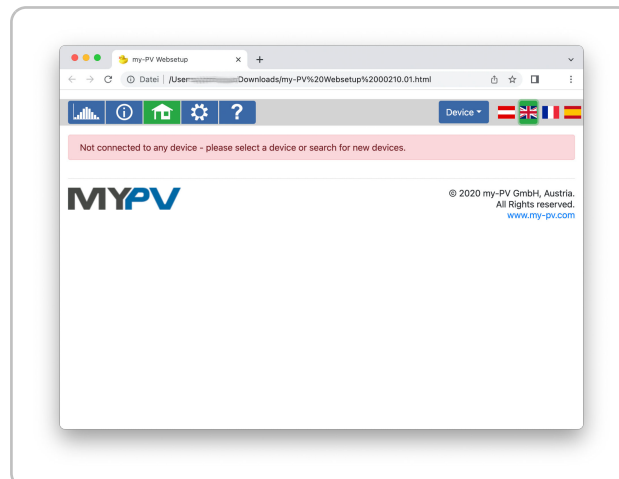 my-PV Websetup
Datei | /User Downloads/my-PV%20Websetup%2000210.01.html
?
Device
Not connected to any device - please select a device or search for new devices.
MYPV
© 2020 my-PV GmbH, Austria.
All Rights reserved.
www.my-pv.com